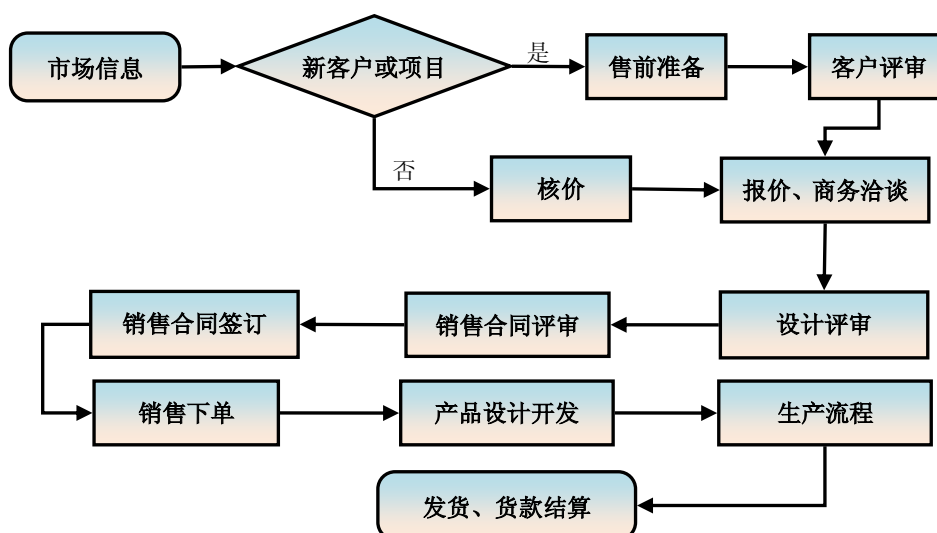 市场信息
新客户或项目
是
售前准备
客户评审
否
核价
报价、商务洽谈
销售合同签订
销售合同评审
设计评审
销售下单
产品设计开发
生产流程
发货、货款结算